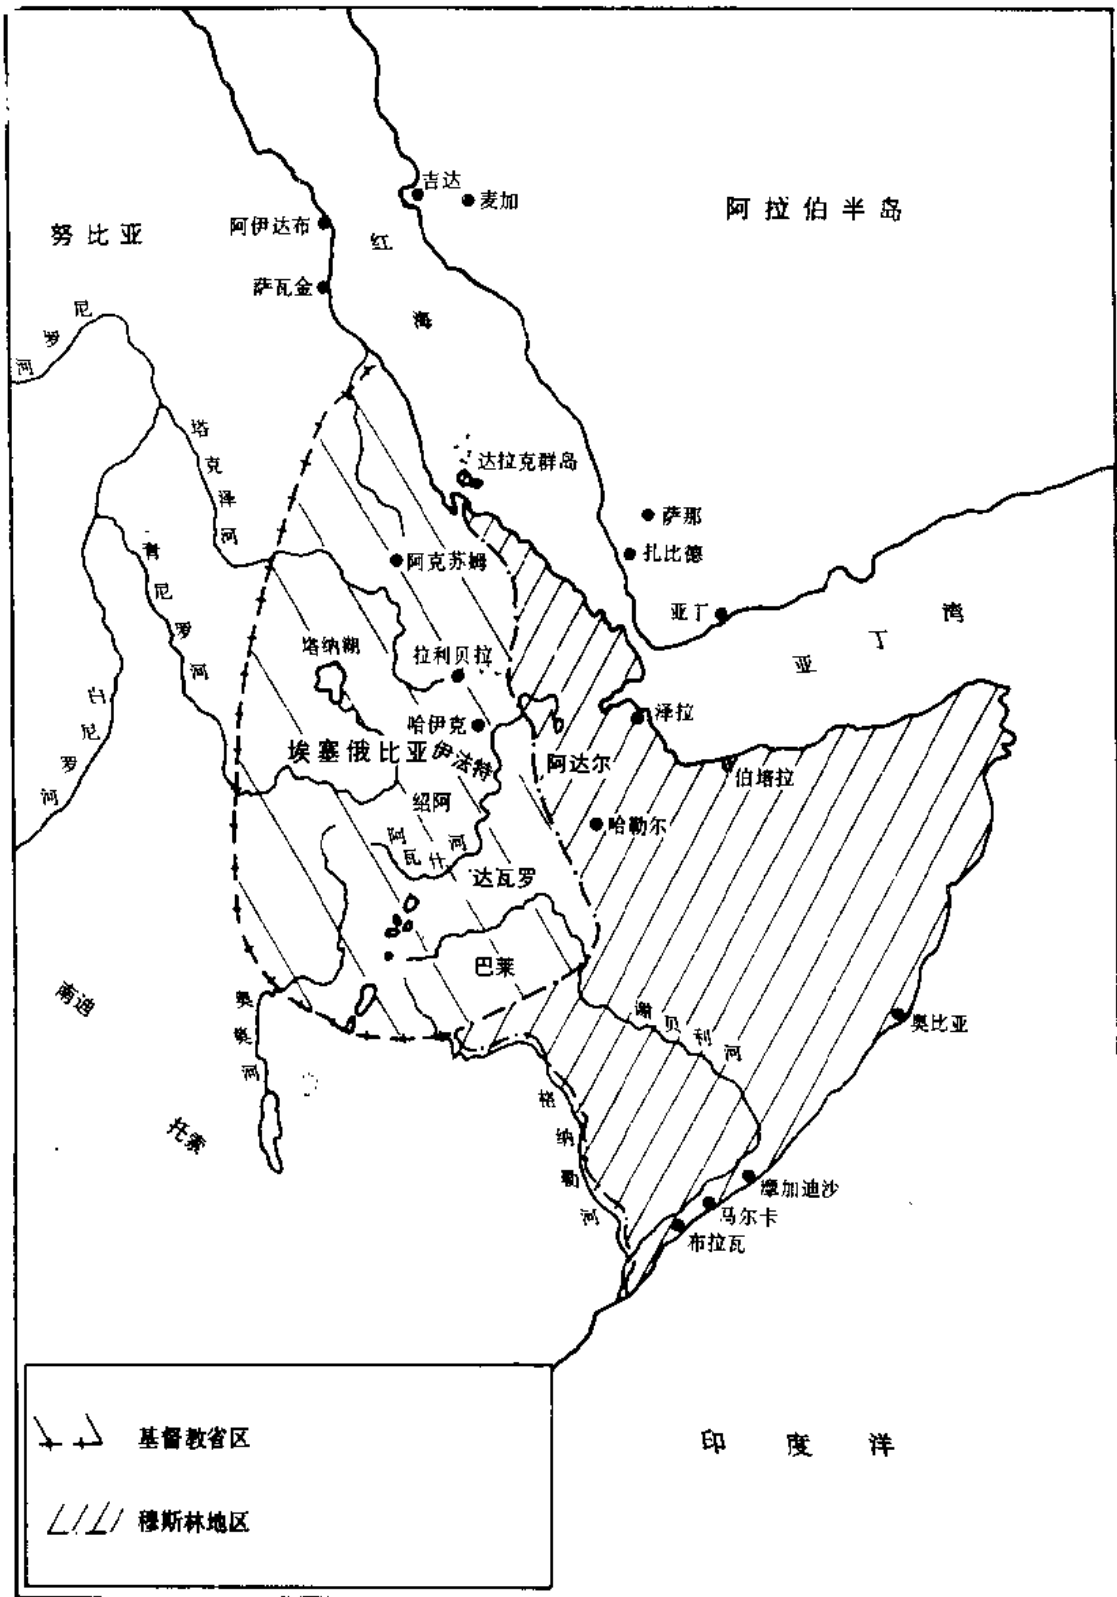 吉达
麦加
阿拉伯半岛
努比亚
阿伊达布
红海
萨瓦金
尼罗河
塔克泽河
达拉克群岛
萨那
扎比德
青尼罗河
阿克苏姆
亚丁
亚丁湾
塔纳湖
拉利贝拉
白尼罗河
哈伊克
泽拉
埃塞俄比亚
伊法特
阿达尔
伯培拉
绍阿
哈勒尔
阿瓦什河
达瓦罗
巴莱
南迪
奥莫河
谢贝利河
奥比亚
格纳勒河
托索
摩加迪沙
马尔卡
布拉瓦
基督教省区
穆斯林地区
印度洋